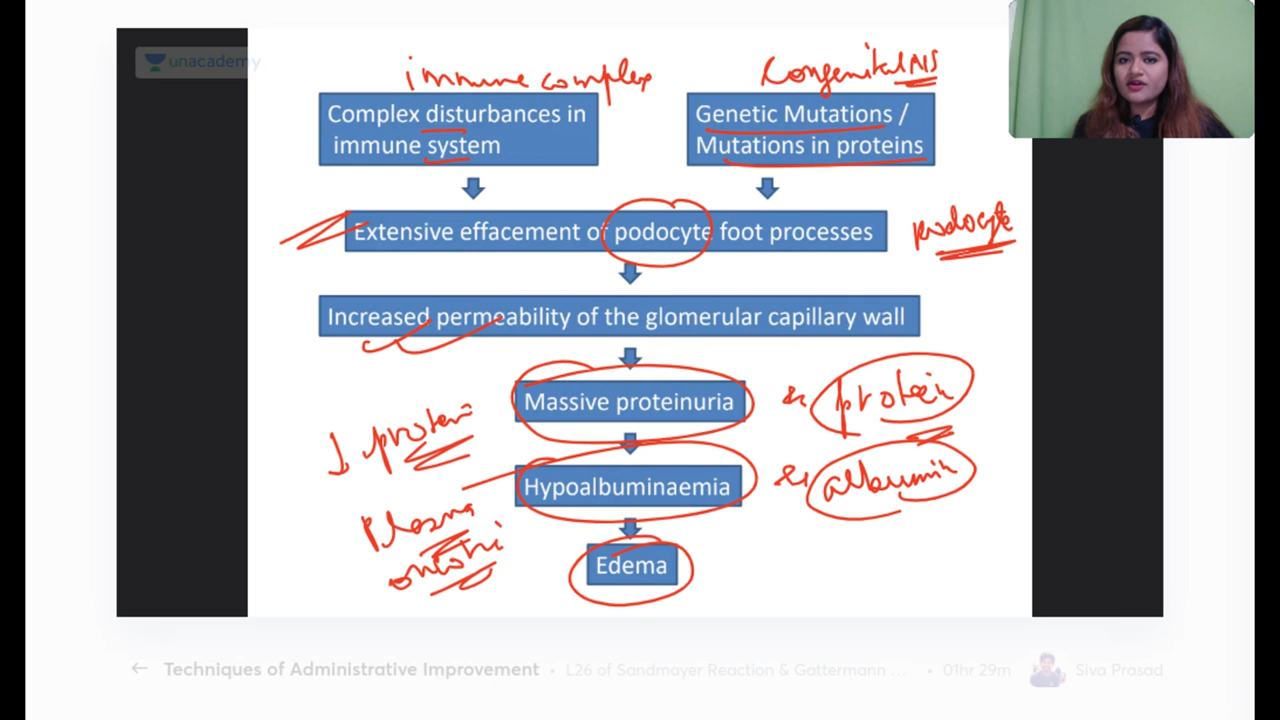 unacademy
immune complex
Congenital NS
Complex disturbances in
immune system
Genetic Mutations /
Mutations in proteins
Extensive effacement of podocyte foot processes
podocyte
Increased permeability of the glomerular capillary wall
Massive proteinuria
protein
↓ protein
Hypoalbuminaemia
albumin
Plasma
Edema
Techniques of Administrative Improvement • L26 of Sandmayer Reaction & Gattermann ... • 01hr 29m Siva Prasad